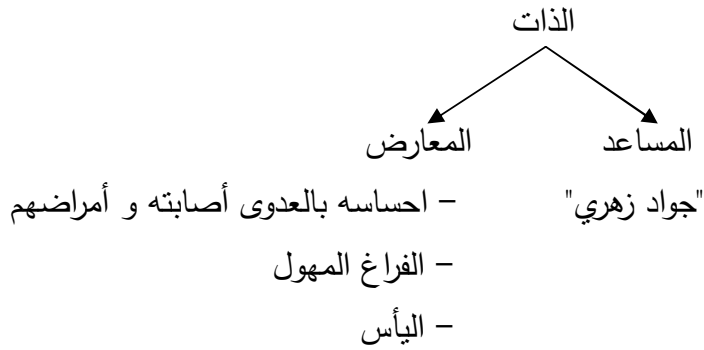 الذات
المساعد المعارض
"جواد زهري" – احساسه بالعدوى أصابته و أمراضهم
– الفراغ المهول
– اليأس